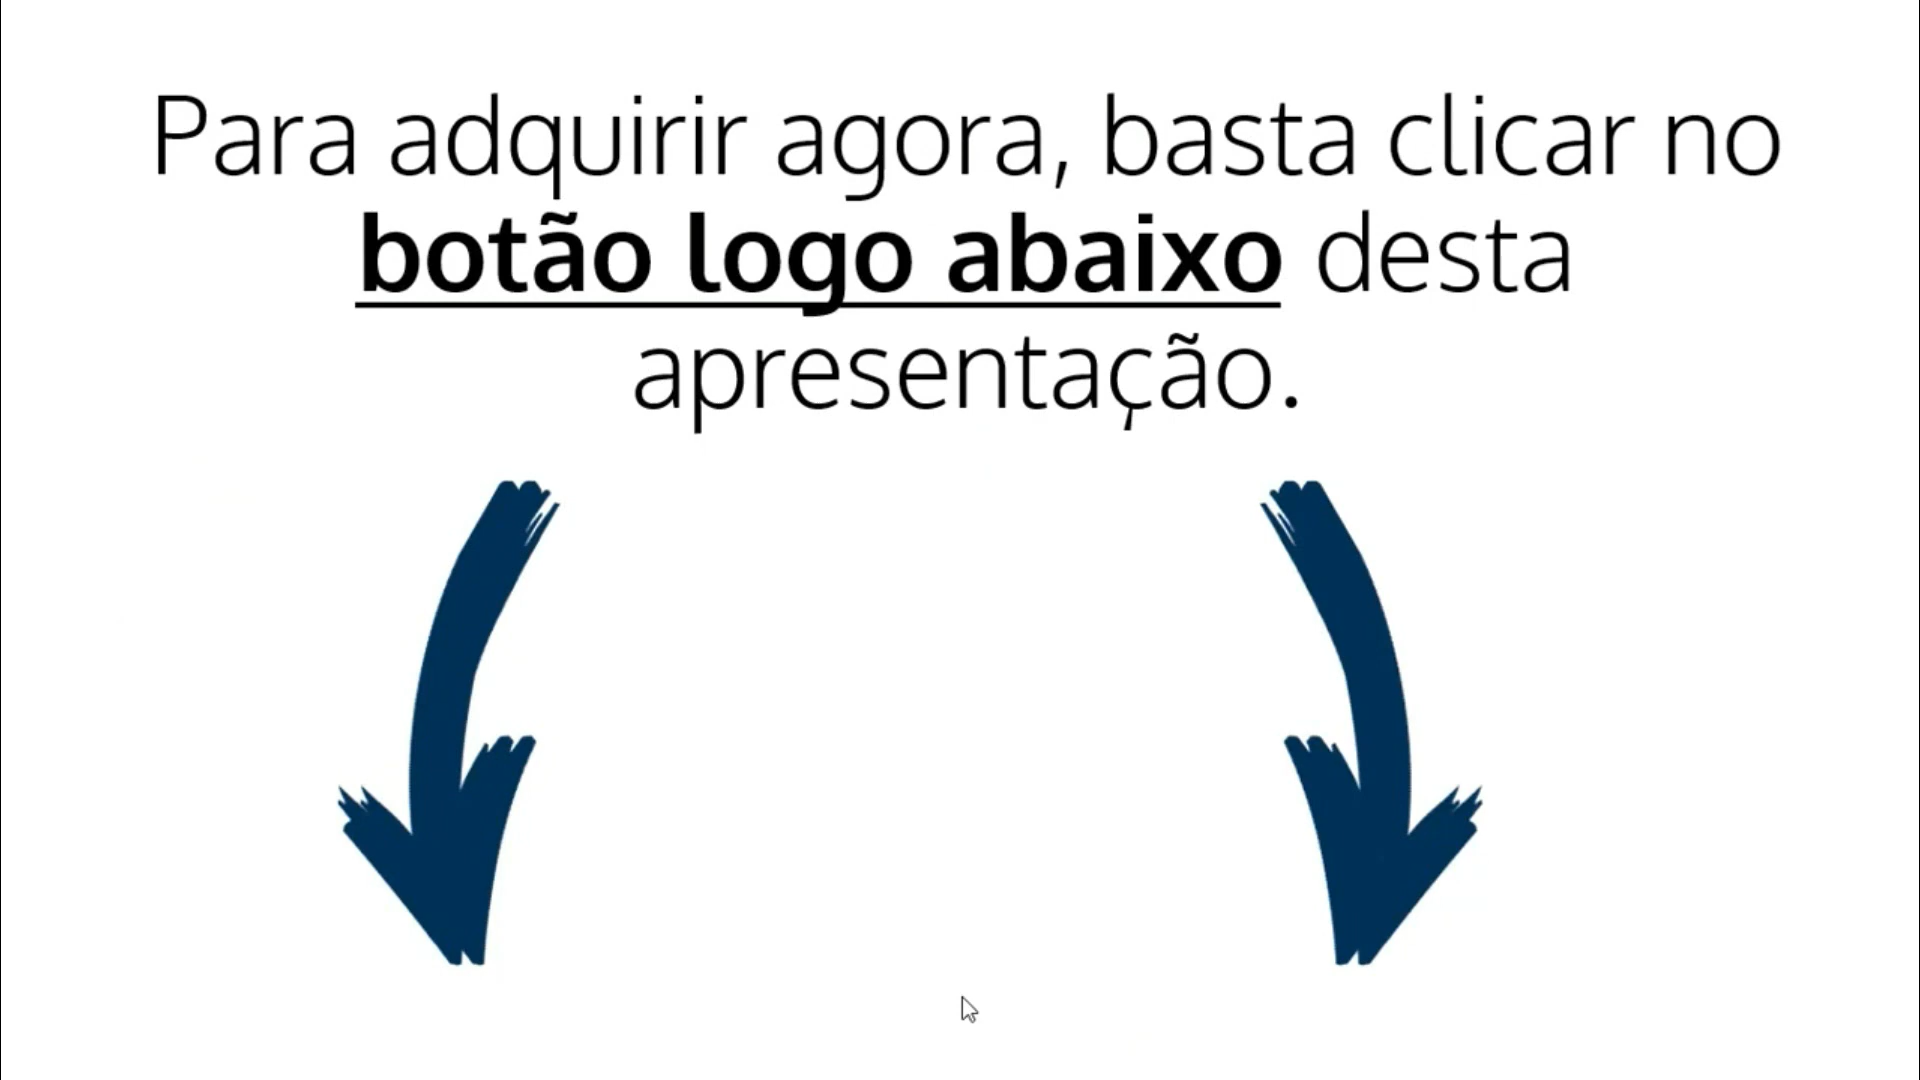 Para adquirir agora, basta clicar no
botão logo abaixo desta
apresentação.